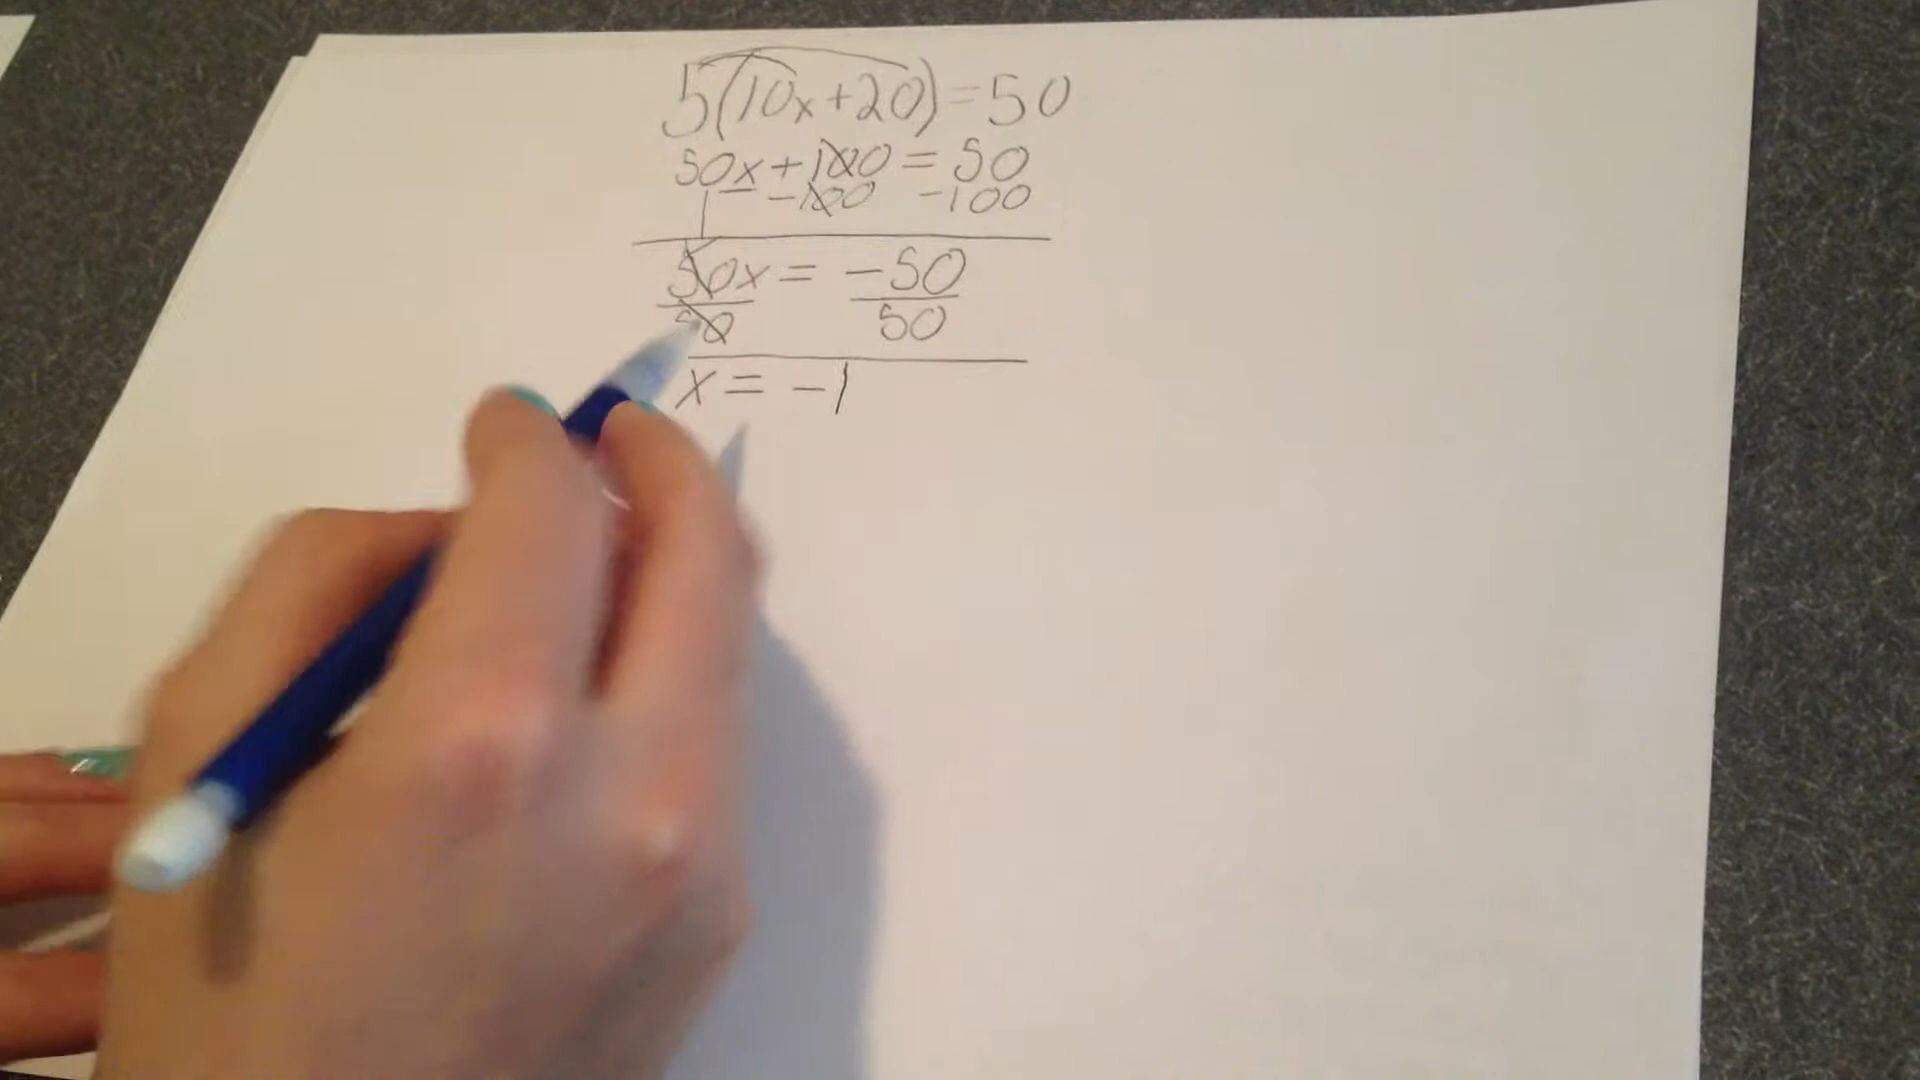 5(10x+20)=50
50x+100=50
-100 -100
50x = -50
50 50
x = -1